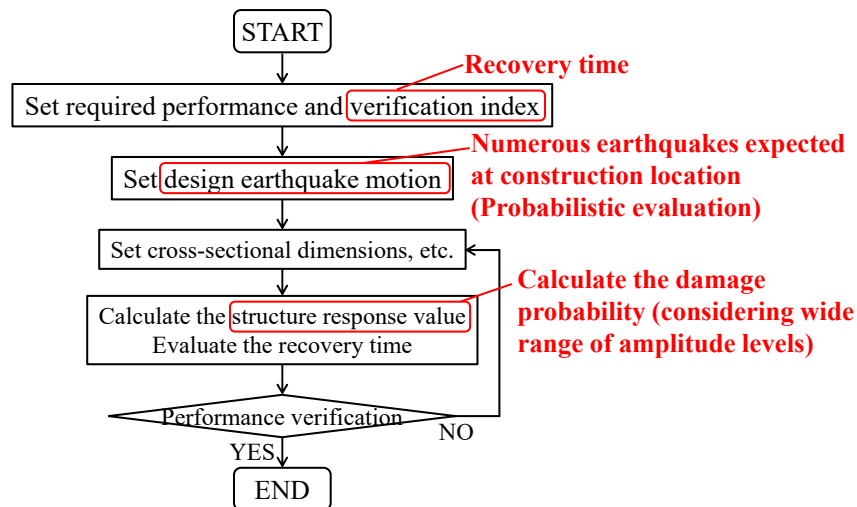 START
Recovery time
Set required performance and verification index
Numerous earthquakes expected
at construction location
(Probabilistic evaluation)
Set design earthquake motion
Set cross-sectional dimensions, etc.
Calculate the damage
probability (considering wide
range of amplitude levels)
Calculate the structure response value
Evaluate the recovery time
Performance verification
NO
YES
END